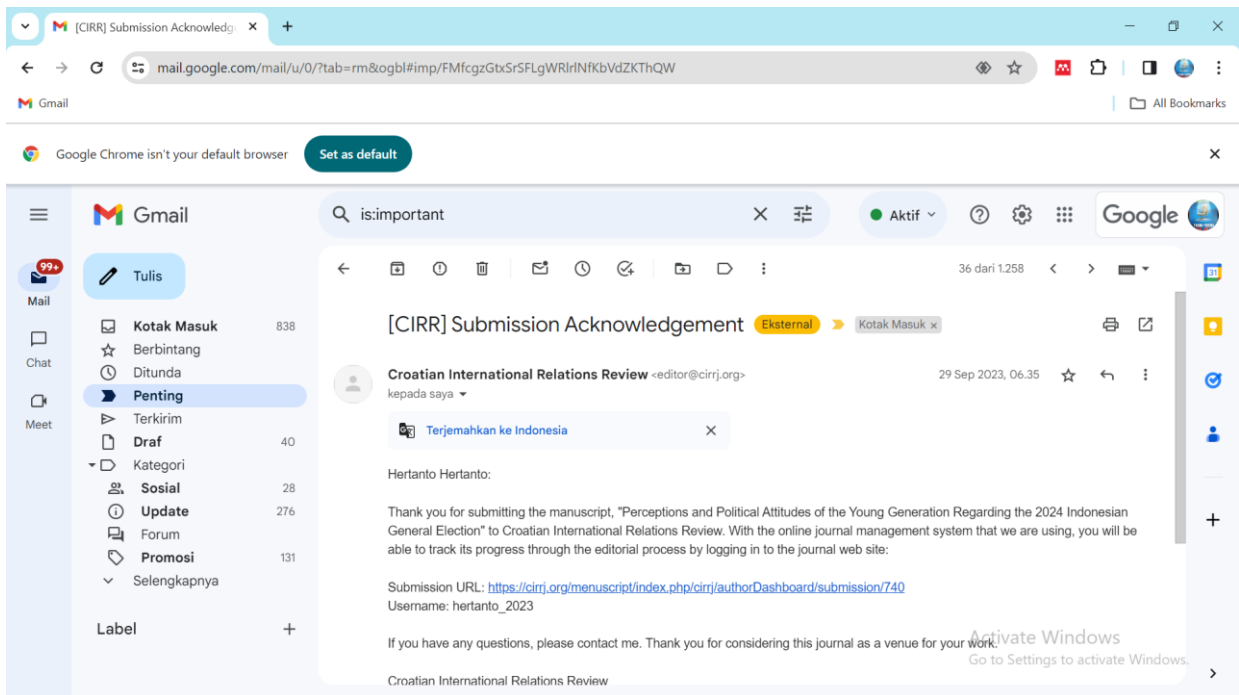 [CIRR] Submission Acknowledg
mail.google.com/mail/u/0/?tab=rm&ogbl#imp/FMfcgzGtxSrSFLgWRlrlNfKbVdZKThQW
Gmail
All Bookmarks
Google Chrome isn't your default browser
Set as default
Gmail
is:important
Aktif
Google
99+
Mail
Chat
Meet
Tulis
Kotak Masuk 838
Berbintang
Ditunda
Penting
Terkirim
Draf 40
Kategori
Sosial 28
Update 276
Forum
Promosi 131
Selengkapnya
Label
36 dari 1.258
[CIRR] Submission Acknowledgement Eksternal Kotak Masuk x
Croatian International Relations Review <editor@cirrj.org> 29 Sep 2023, 06.35
kepada saya
Terjemahkan ke Indonesia
Hertanto Hertanto:
Thank you for submitting the manuscript, "Perceptions and Political Attitudes of the Young Generation Regarding the 2024 Indonesian
General Election" to Croatian International Relations Review. With the online journal management system that we are using, you will be
able to track its progress through the editorial process by logging in to the journal web site:
Submission URL: https://cirrj.org/menuscript/index.php/cirrj/authorDashboard/submission/740
Username: hertanto_2023
If you have any questions, please contact me. Thank you for considering this journal as a venue for your work.
Croatian International Relations Review
Activate Windows
Go to Settings to activate Windows.
31